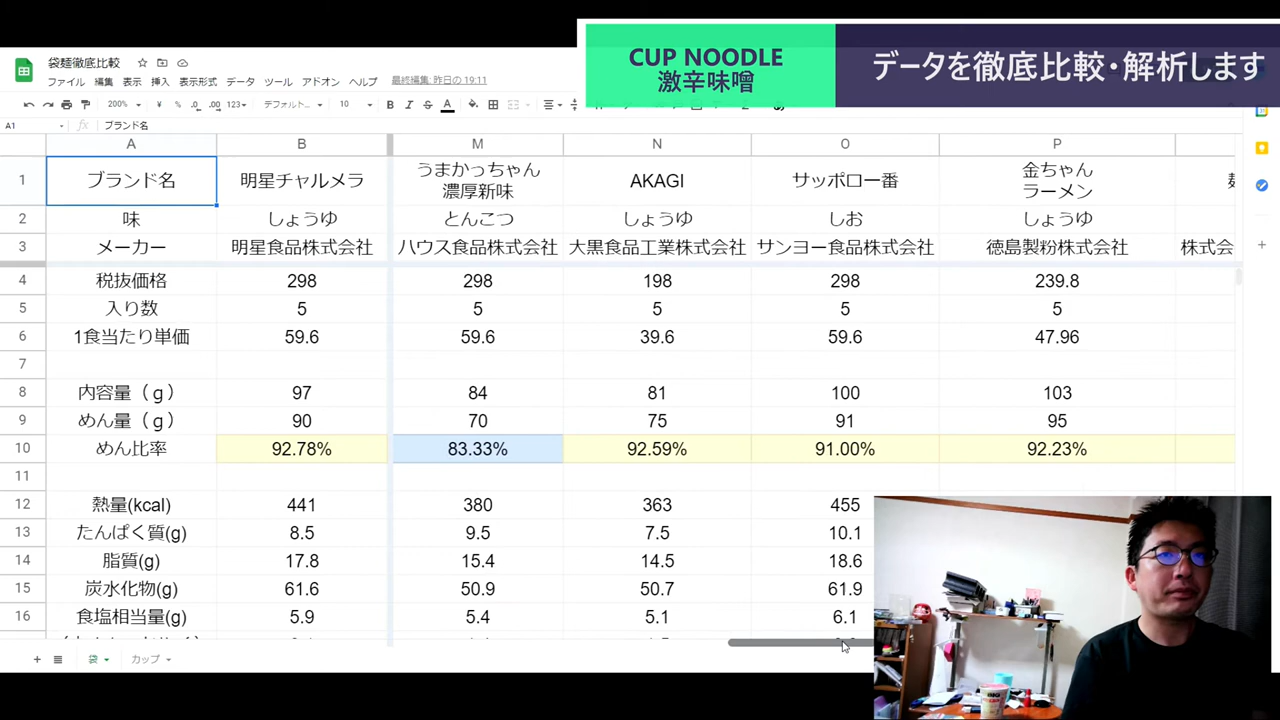 CUP NOODLE
激辛味噌
データを徹底比較・解析します
袋麺徹底比較
ファイル 編集 表示 挿入 表示形式 データ ツール アドオン ヘルプ 最終編集: 昨日の 19:11
200% ¥ % .0 .00 123 デフォルト... 10 B I S A
A1 fx ブランド名
A B M N O P
1 ブランド名 明星チャルメラ うまかっちゃん 濃厚新味 AKAGI サッポロ一番 金ちゃん ラーメン
2 味 しょうゆ とんこつ しょうゆ しお しょうゆ
3 メーカー 明星食品株式会社 ハウス食品株式会社 大黒食品工業株式会社 サンヨー食品株式会社 徳島製粉株式会社 株式会
4 税抜価格 298 298 198 298 239.8
5 入り数 5 5 5 5 5
6 1食当たり単価 59.6 59.6 39.6 59.6 47.96
7
8 内容量（ｇ） 97 84 81 100 103
9 めん量（ｇ） 90 70 75 91 95
10 めん比率 92.78% 83.33% 92.59% 91.00% 92.23%
11
12 熱量(kcal) 441 380 363 455
13 たんぱく質(g) 8.5 9.5 7.5 10.1
14 脂質(g) 17.8 15.4 14.5 18.6
15 炭水化物(g) 61.6 50.9 50.7 61.9
16 食塩相当量(g) 5.9 5.4 5.1 6.1
袋 カップ